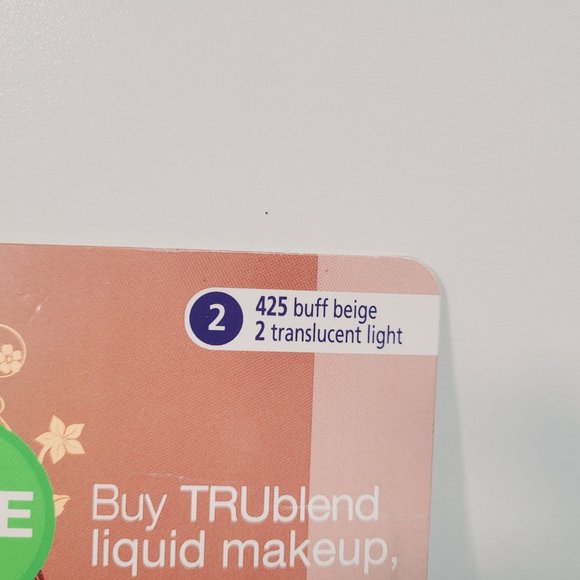 2
425 buff beige
2 translucent light
E
Buy TRUblend
liquid makeup,